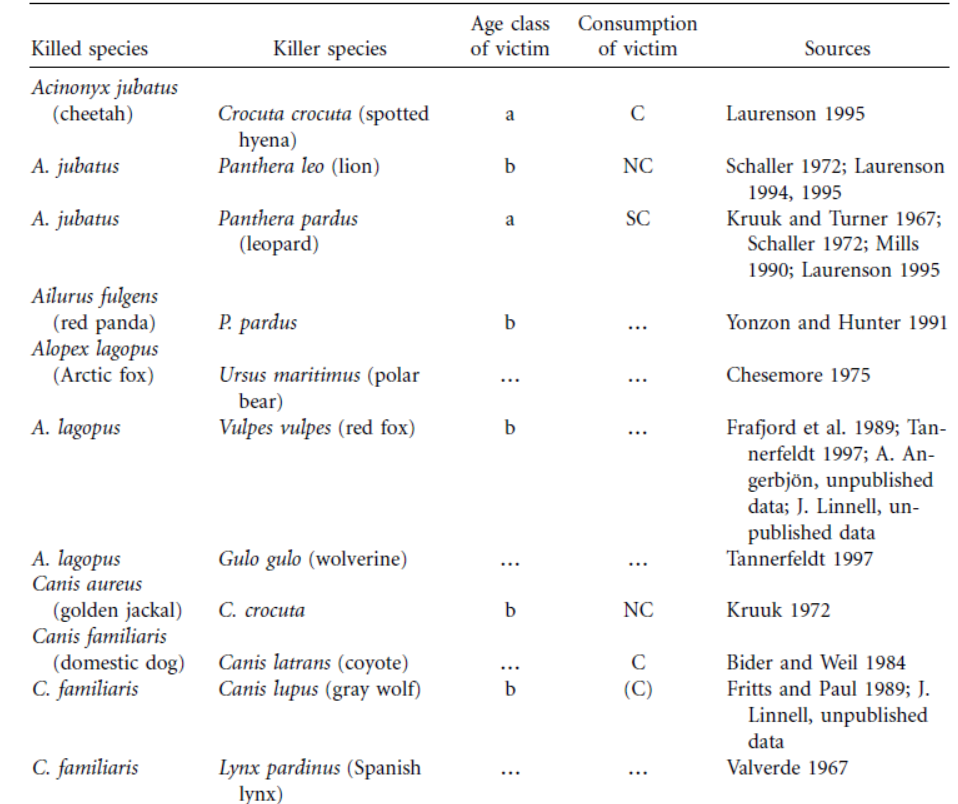 Age class Consumption
Killed species Killer species of victim of victim Sources
Acinonyx jubatus
(cheetah) Crocuta crocuta (spotted a C Laurenson 1995
hyena)
A. jubatus Panthera leo (lion) b NC Schaller 1972; Laurenson
1994, 1995
A. jubatus Panthera pardus a SC Kruuk and Turner 1967;
(leopard) Schaller 1972; Mills
1990; Laurenson 1995
Ailurus fulgens
(red panda) P. pardus b ... Yonzon and Hunter 1991
Alopex lagopus
(Arctic fox) Ursus maritimus (polar ... ... Chesemore 1975
bear)
A. lagopus Vulpes vulpes (red fox) b ... Frafjord et al. 1989; Tan-
nerfeldt 1997; A. An-
gerbjön, unpublished
data; J. Linnell, un-
published data
A. lagopus Gulo gulo (wolverine) ... ... Tannerfeldt 1997
Canis aureus
(golden jackal) C. crocuta b NC Kruuk 1972
Canis familiaris
(domestic dog) Canis latrans (coyote) ... C Bider and Weil 1984
C. familiaris Canis lupus (gray wolf) b (C) Fritts and Paul 1989; J.
Linnell, unpublished
data
C. familiaris Lynx pardinus (Spanish ... ... Valverde 1967
lynx)